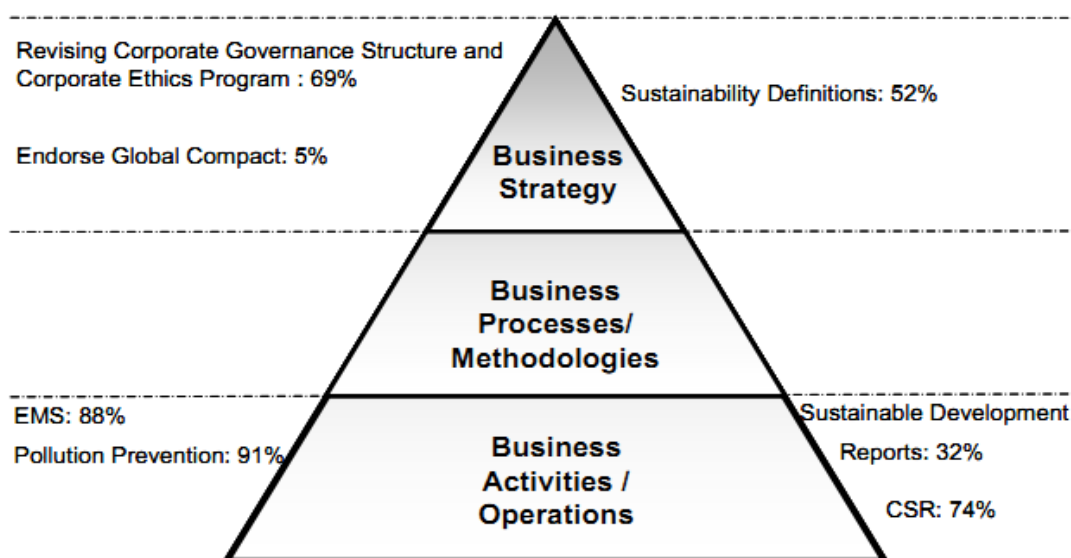 Revising Corporate Governance Structure and
Corporate Ethics Program : 69%
Sustainability Definitions: 52%
Endorse Global Compact: 5%
Business
Strategy
Business
Processes/
Methodologies
EMS: 88%
Pollution Prevention: 91%
Business
Activities /
Operations
Sustainable Development
Reports: 32%
CSR: 74%